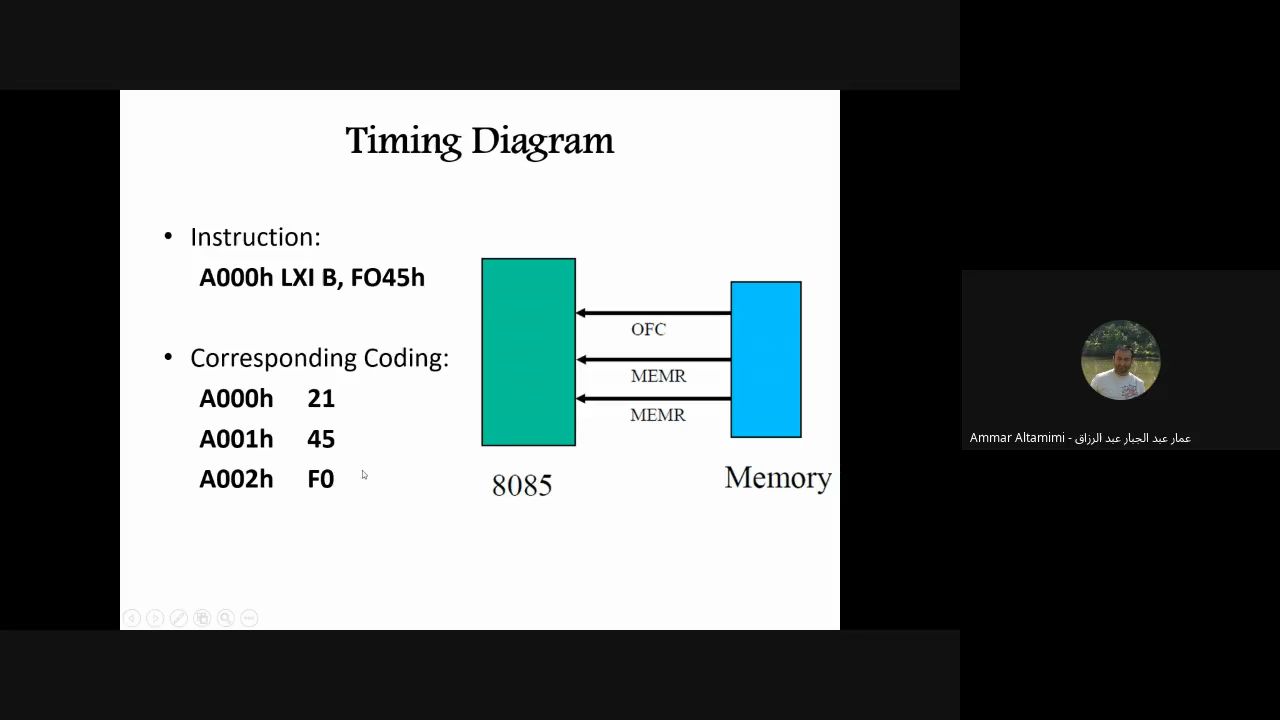 Timing Diagram
• Instruction:
A000h LXI B, FO45h
• Corresponding Coding:
A000h 21
A001h 45
A002h F0
OFC
MEMR
MEMR
8085
Memory
Ammar Altamimi - عمار عبد الجبار عبد الرزاق